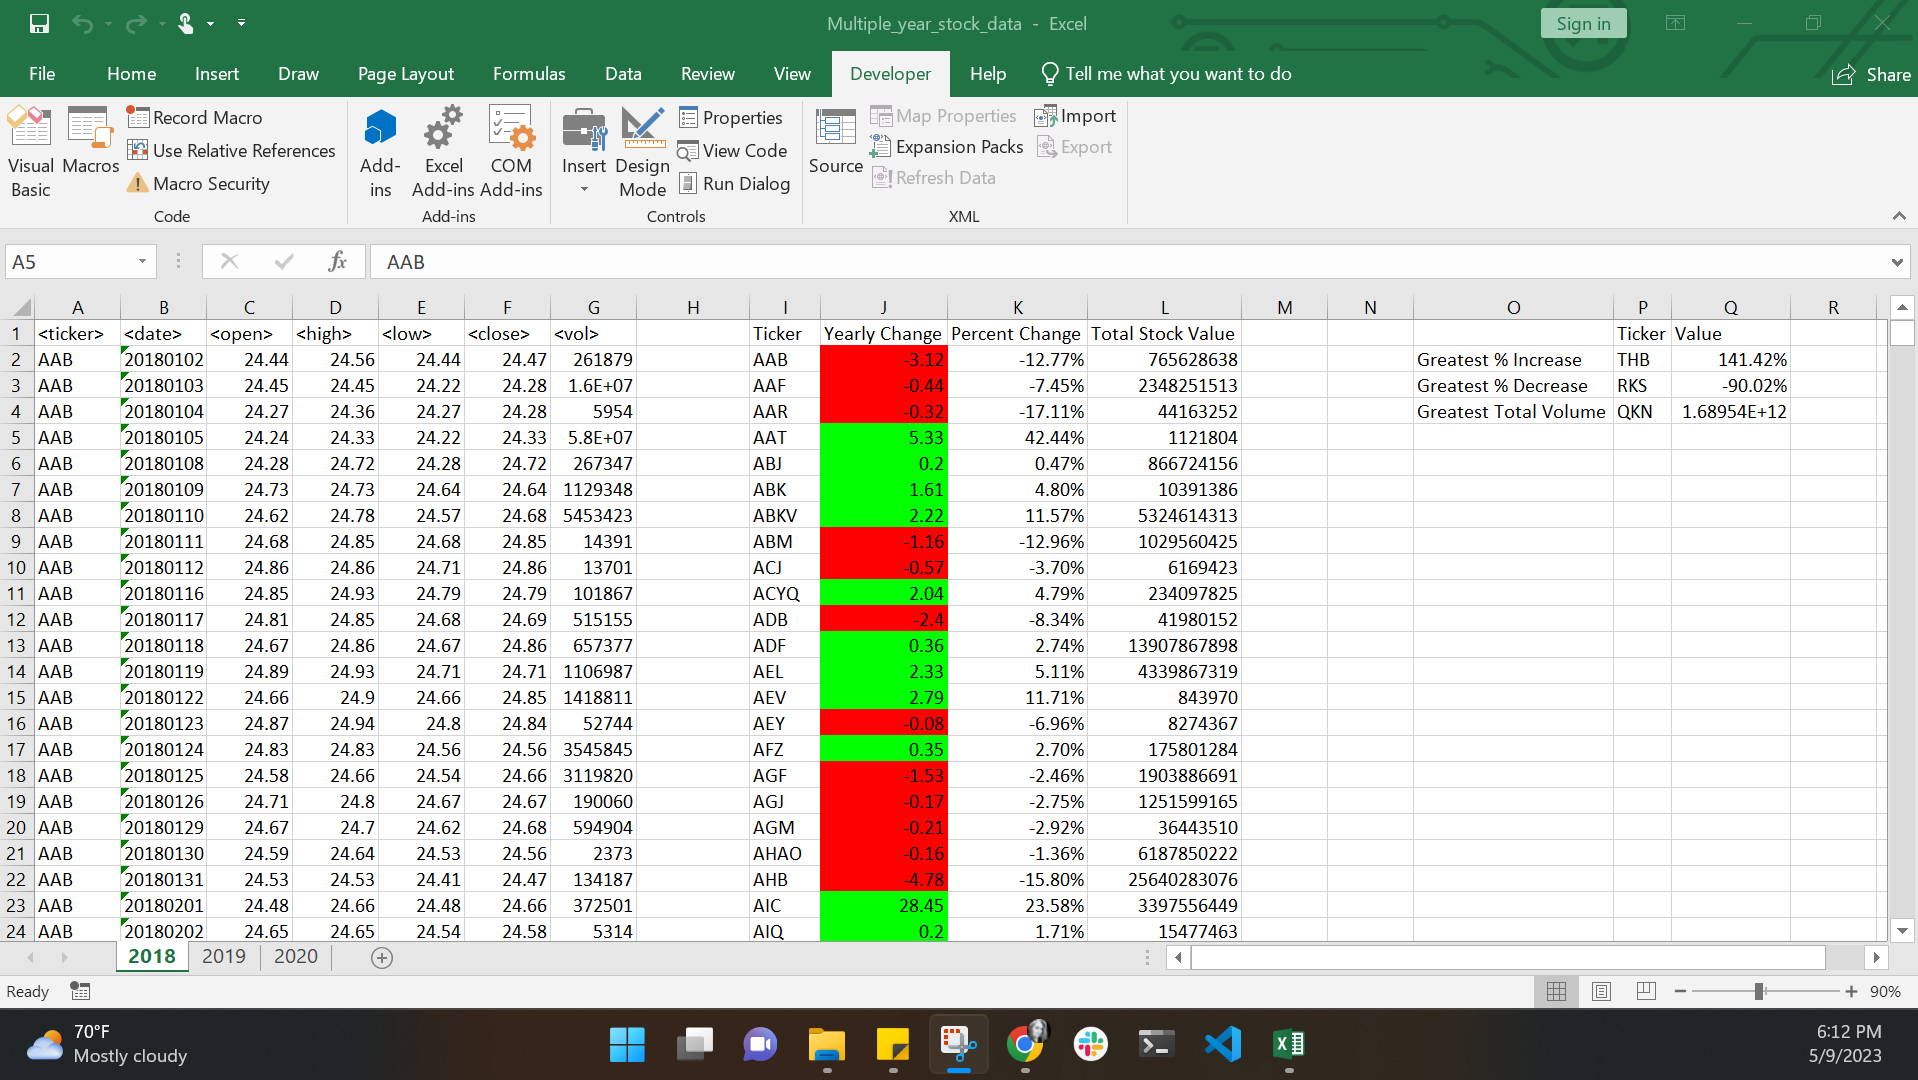 Multiple_year_stock_data - Excel
Sign in
File Home Insert Draw Page Layout Formulas Data Review View Developer Help Tell me what you want to do Share
Visual Basic
Macros
Record Macro
Use Relative References
Macro Security
Code
Add-ins
Excel Add-ins
COM Add-ins
Add-ins
Insert
Design Mode
Properties
View Code
Run Dialog
Controls
Source
Map Properties
Expansion Packs
Refresh Data
Import
Export
XML
A5 fx AAB
A B C D E F G H I J K L M N O P Q R
1 <ticker> <date> <open> <high> <low> <close> <vol> Ticker Yearly Change Percent Change Total Stock Value Ticker Value
2 AAB 20180102 24.44 24.56 24.44 24.47 261879 AAB -3.12 -12.77% 765628638 Greatest % Increase THB 141.42%
3 AAB 20180103 24.45 24.45 24.22 24.28 1.6E+07 AAF -0.44 -7.45% 2348251513 Greatest % Decrease RKS -90.02%
4 AAB 20180104 24.27 24.36 24.27 24.28 5954 AAR -0.32 -17.11% 44163252 Greatest Total Volume QKN 1.68954E+12
5 AAB 20180105 24.24 24.33 24.22 24.33 5.8E+07 AAT 5.33 42.44% 1121804
6 AAB 20180108 24.28 24.72 24.28 24.72 267347 ABJ 0.2 0.47% 866724156
7 AAB 20180109 24.73 24.73 24.64 24.64 1129348 ABK 1.61 4.80% 10391386
8 AAB 20180110 24.62 24.78 24.57 24.68 5453423 ABKV 2.22 11.57% 5324614313
9 AAB 20180111 24.68 24.85 24.68 24.85 14391 ABM -1.16 -12.96% 1029560425
10 AAB 20180112 24.86 24.86 24.71 24.86 13701 ACJ -0.57 -3.70% 6169423
11 AAB 20180116 24.85 24.93 24.79 24.79 101867 ACYQ 2.04 4.79% 234097825
12 AAB 20180117 24.81 24.85 24.68 24.69 515155 ADB -2.4 -8.34% 41980152
13 AAB 20180118 24.67 24.86 24.67 24.86 657377 ADF 0.36 2.74% 13907867898
14 AAB 20180119 24.89 24.93 24.71 24.71 1106987 AEL 2.33 5.11% 4339867319
15 AAB 20180122 24.66 24.9 24.66 24.85 1418811 AEV 2.79 11.71% 843970
16 AAB 20180123 24.87 24.94 24.8 24.84 52744 AEY -0.08 -6.96% 8274367
17 AAB 20180124 24.83 24.83 24.56 24.56 3545845 AFZ 0.35 2.70% 175801284
18 AAB 20180125 24.58 24.66 24.54 24.66 3119820 AGF -1.53 -2.46% 1903886691
19 AAB 20180126 24.71 24.8 24.67 24.67 190060 AGJ -0.17 -2.75% 1251599165
20 AAB 20180129 24.67 24.7 24.62 24.68 594904 AGM -0.21 -2.92% 36443510
21 AAB 20180130 24.59 24.64 24.53 24.56 2373 AHAO -0.16 -1.36% 6187850222
22 AAB 20180131 24.53 24.53 24.41 24.47 134187 AHB -4.78 -15.80% 25640283076
23 AAB 20180201 24.48 24.66 24.48 24.66 372501 AIC 28.45 23.58% 3397556449
24 AAB 20180202 24.65 24.65 24.54 24.58 5314 AIQ 0.2 1.71% 15477463
2018 2019 2020
Ready 90%
70°F
Mostly cloudy
6:12 PM
5/9/2023